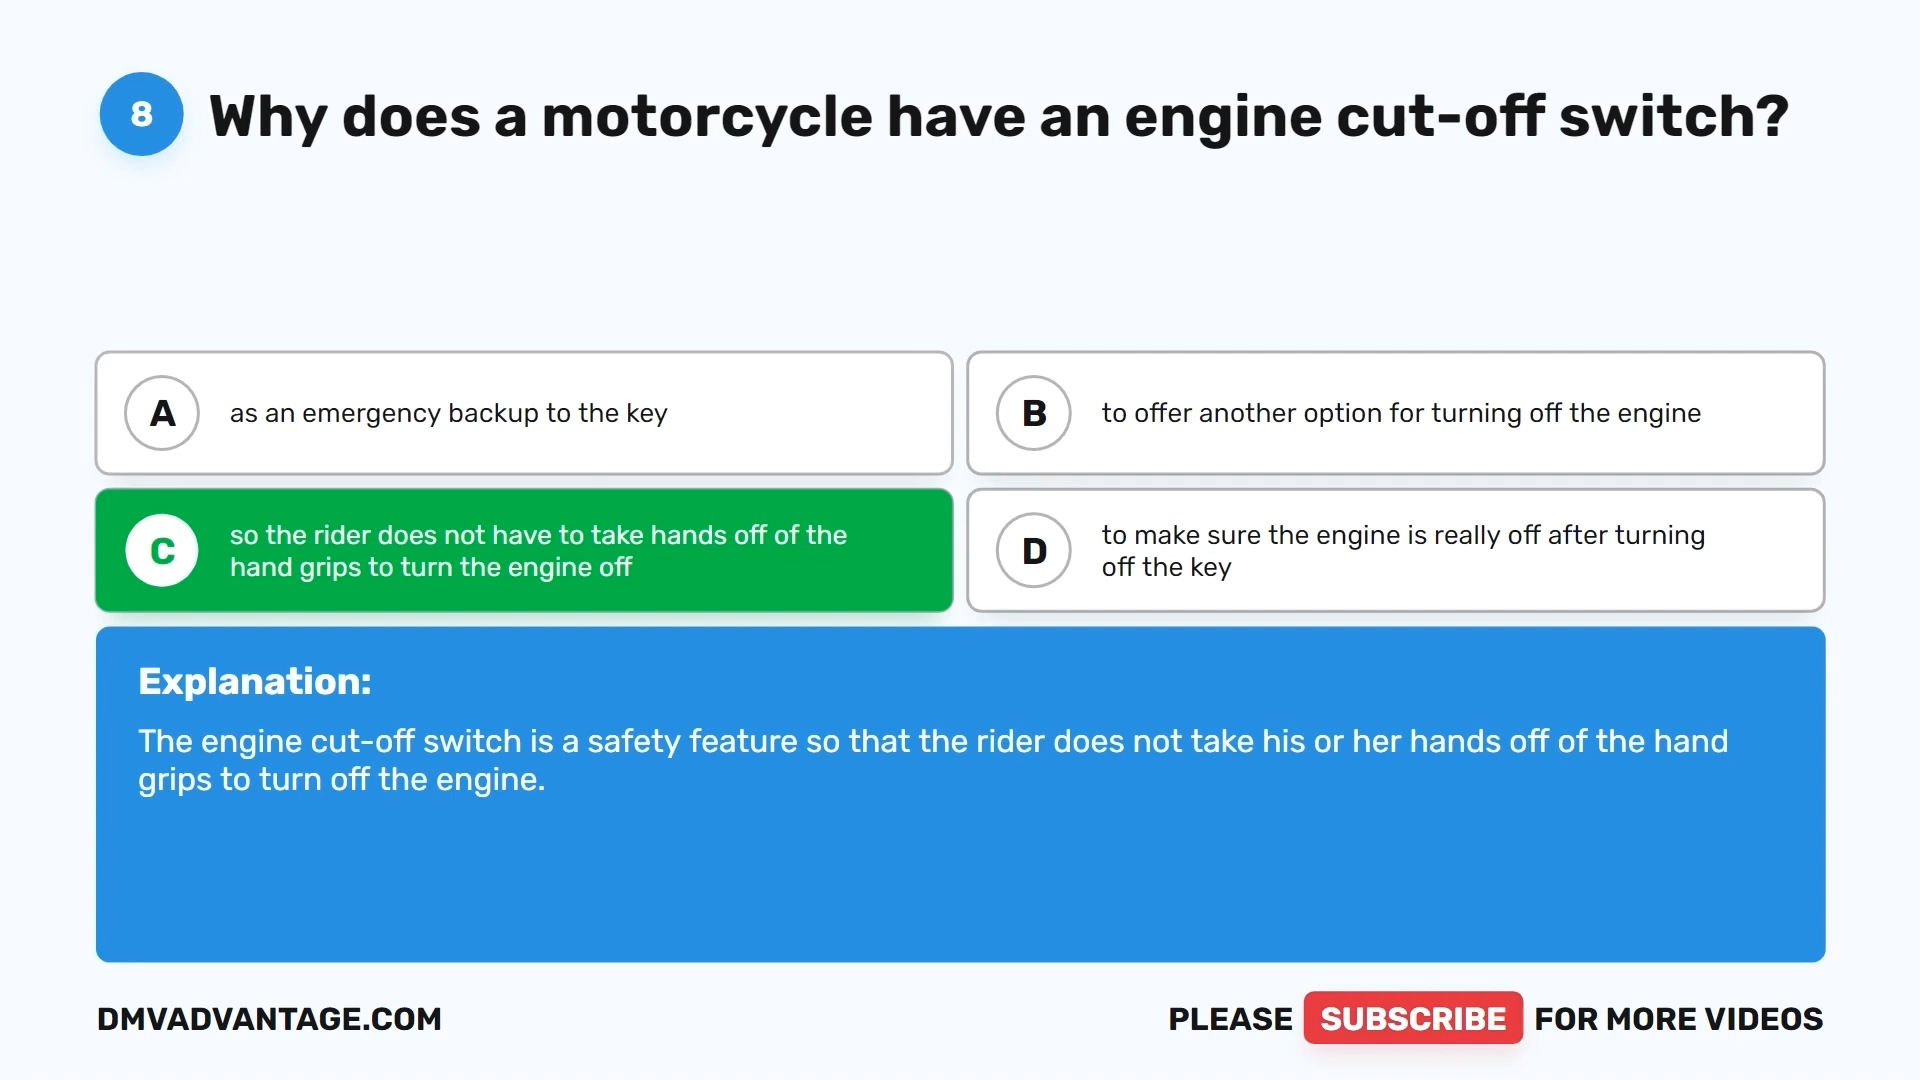 8
Why does a motorcycle have an engine cut-off switch?
A
as an emergency backup to the key
B
to offer another option for turning off the engine
C
so the rider does not have to take hands off of the
hand grips to turn the engine off
D
to make sure the engine is really off after turning
off the key
Explanation:
The engine cut-off switch is a safety feature so that the rider does not take his or her hands off of the hand
grips to turn off the engine.
DMVADVANTAGE.COM
PLEASE SUBSCRIBE FOR MORE VIDEOS